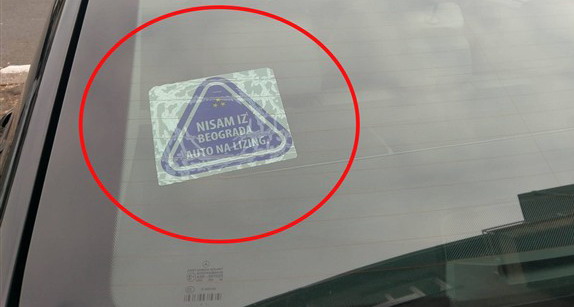 NISAM IZ
BEOGRADA
AUTO NA LIZING